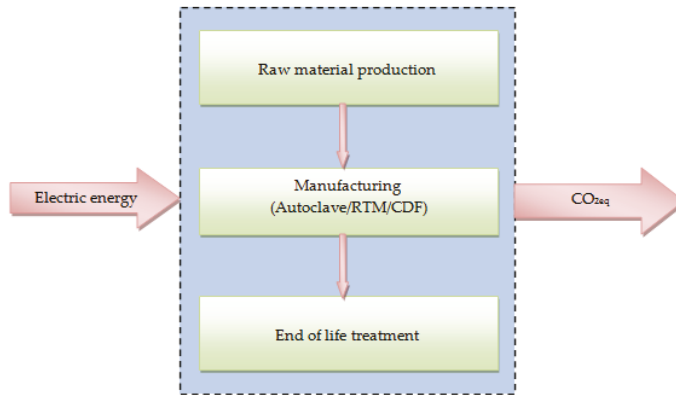 Raw material production
Electric energy
Manufacturing
(Autoclave/RTM/CDF)
CO2eq
End of life treatment